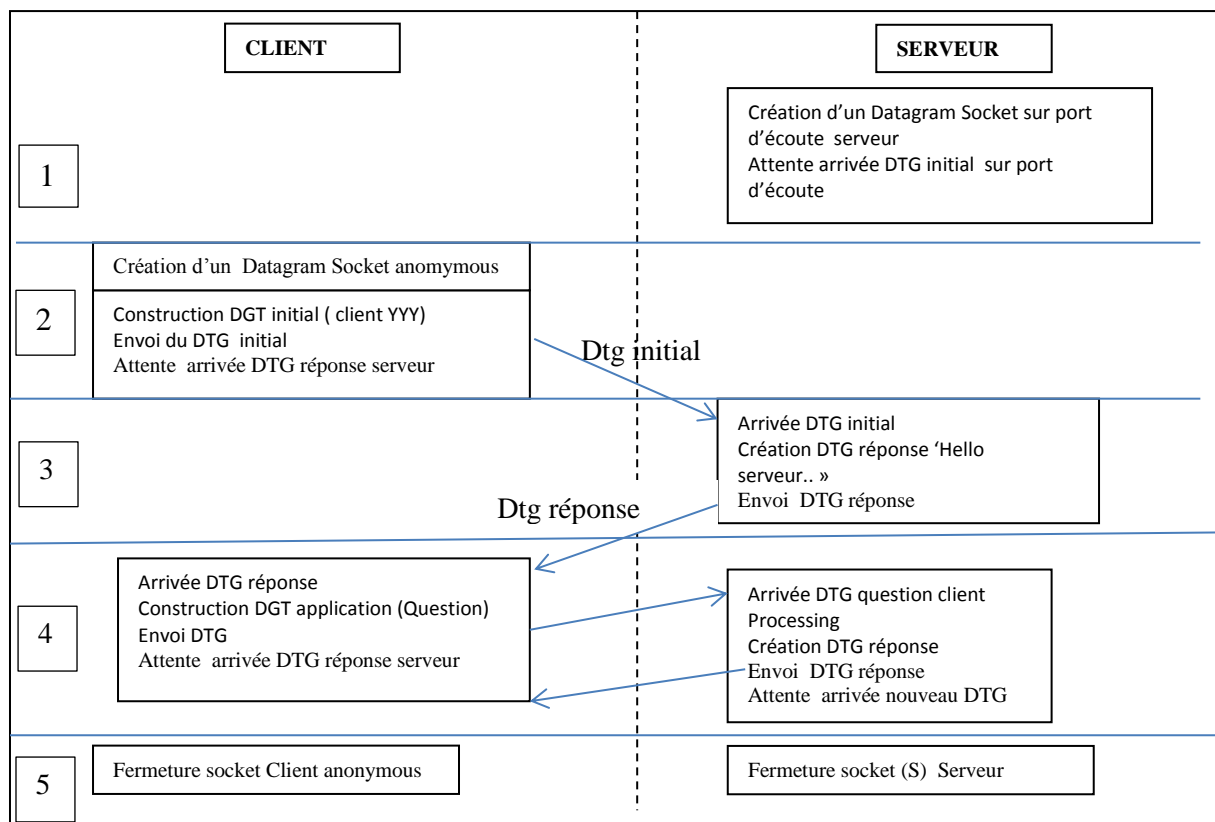 CLIENT
SERVEUR
Création d'un Datagram Socket sur port
d'écoute serveur
Attente arrivée DTG initial sur port
d'écoute
1
Création d'un Datagram Socket anomymous
2
Construction DGT initial ( client YYY)
Envoi du DTG initial
Attente arrivée DTG réponse serveur
Dtg initial
3
Arrivée DTG initial
Création DTG réponse 'Hello
serveur.. »
Envoi DTG réponse
Dtg réponse
4
Arrivée DTG réponse
Construction DGT application (Question)
Envoi DTG
Attente arrivée DTG réponse serveur
Arrivée DTG question client
Processing
Création DTG réponse
Envoi DTG réponse
Attente arrivée nouveau DTG
5
Fermeture socket Client anonymous
Fermeture socket (S) Serveur